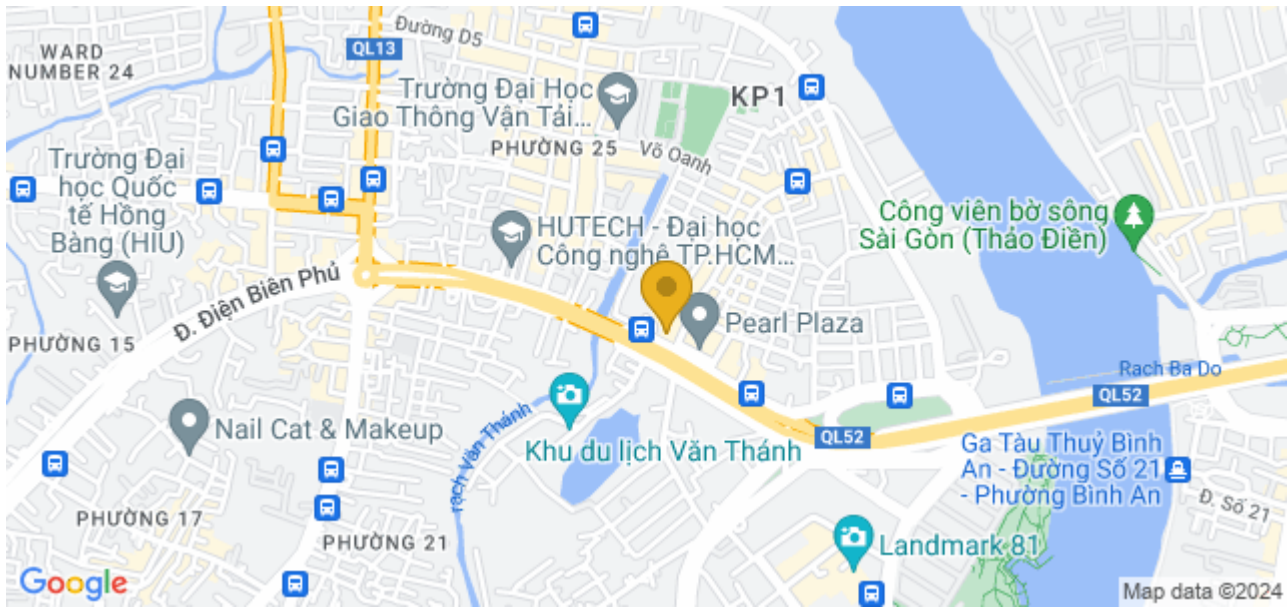 Đường D5
QL13
WARD
NUMBER 24
Trường Đại Học
Giao Thông Vận Tải...
KP1
PHƯỜNG 25
Võ Oanh
Trường Đại
học Quốc
tế Hồng
Bàng (HIU)
HUTECH - Đại học
Công nghệ TP.HCM...
Công viên bờ sông
Sài Gòn (Thảo Điền)
Đ. Điện Biên Phủ
PHƯỜNG 15
Pearl Plaza
Rach Ba Do
QL52
Nail Cat & Makeup
rạch Văn Thánh
Khu du lịch Văn Thánh
QL52
Ga Tàu Thuỷ Bình
An - Đường Số 21
- Phường Bình An
Đ. Số 21
PHƯỜNG 17
PHƯỜNG 21
Landmark 81
Google
Map data ©2024